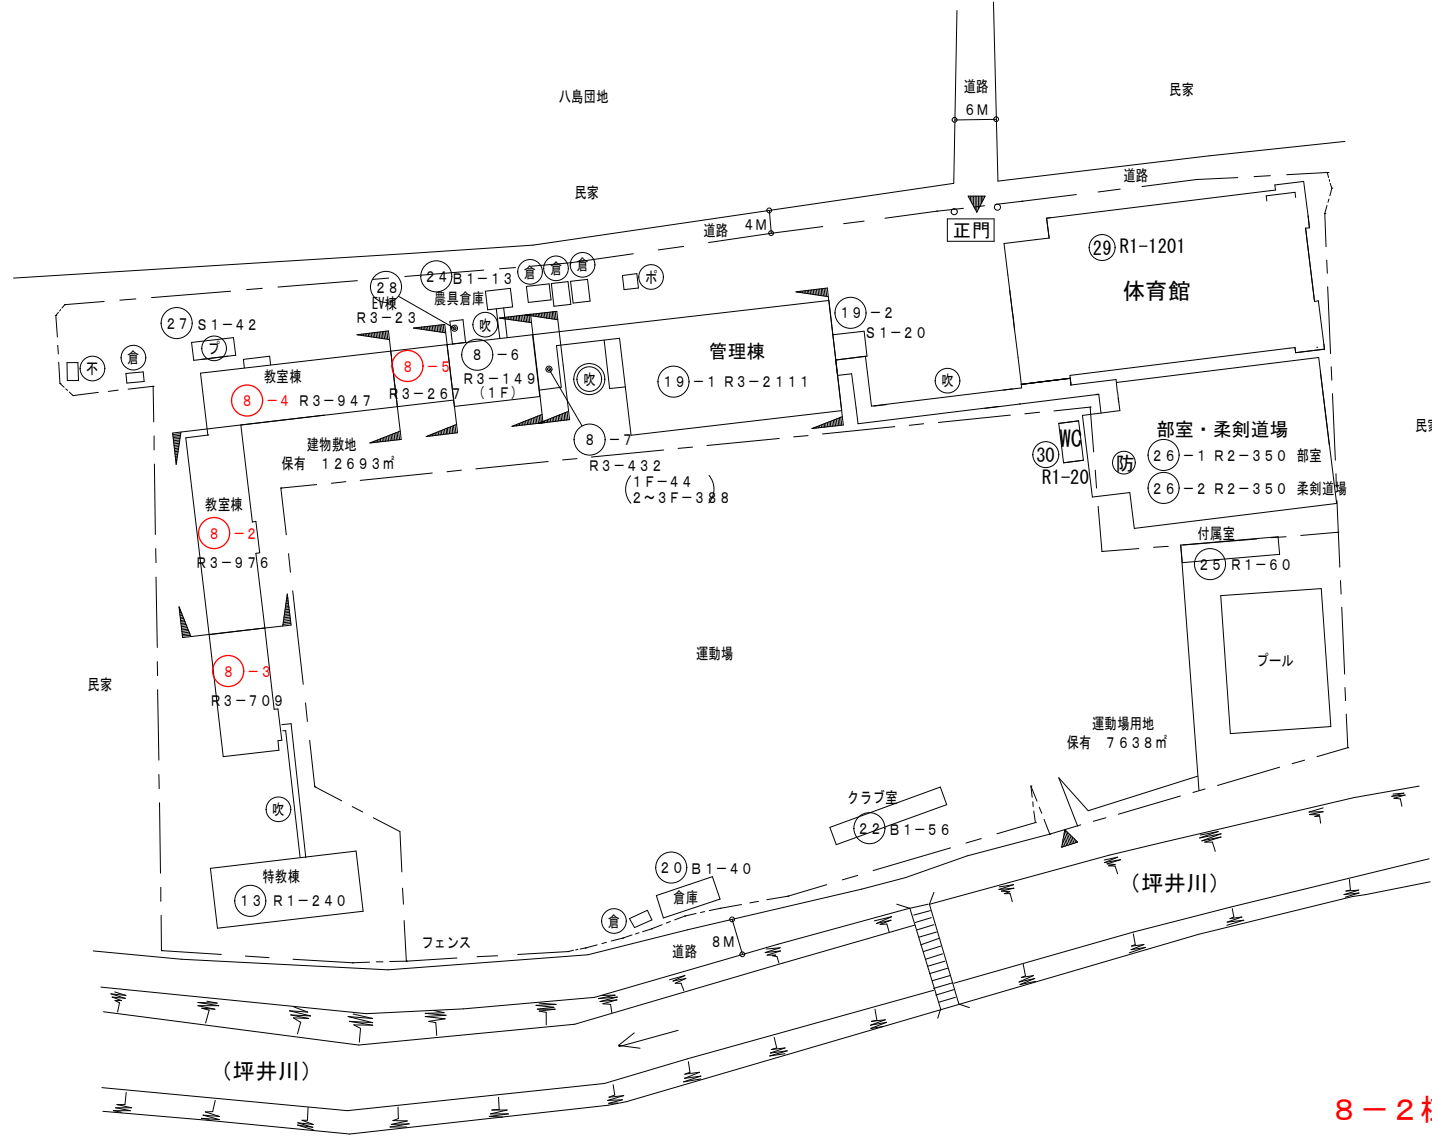 八島団地
道路
6M
民家
民家
道路
道路 4M
正門
29 R1-1201
体育館
28
EV棟
R3-23
24 B1-13
農具倉庫
倉 倉 倉
ポ
27 S1-42
プ
吹
19-2
S1-20
不
倉
教室棟
8-4 R3-947
8-5
R3-267
8-6
R3-149
(1F)
吹
管理棟
19-1 R3-2111
吹
建物敷地
保有 12693㎡
8-7
R3-432
(1F-44
2~3F-388)
WC
30
R1-20
防
部室・柔剣道場
26-1 R2-350 部室
26-2 R2-350 柔剣道場
教室棟
8-2
R3-976
付属室
25 R1-60
プール
8-3
R3-709
民家
運動場
運動場用地
保有 7638㎡
吹
クラブ室
22 B1-56
特教棟
13 R1-240
20 B1-40
倉庫
倉
フェンス
道路 8M
(坪井川)
(坪井川)
8-2